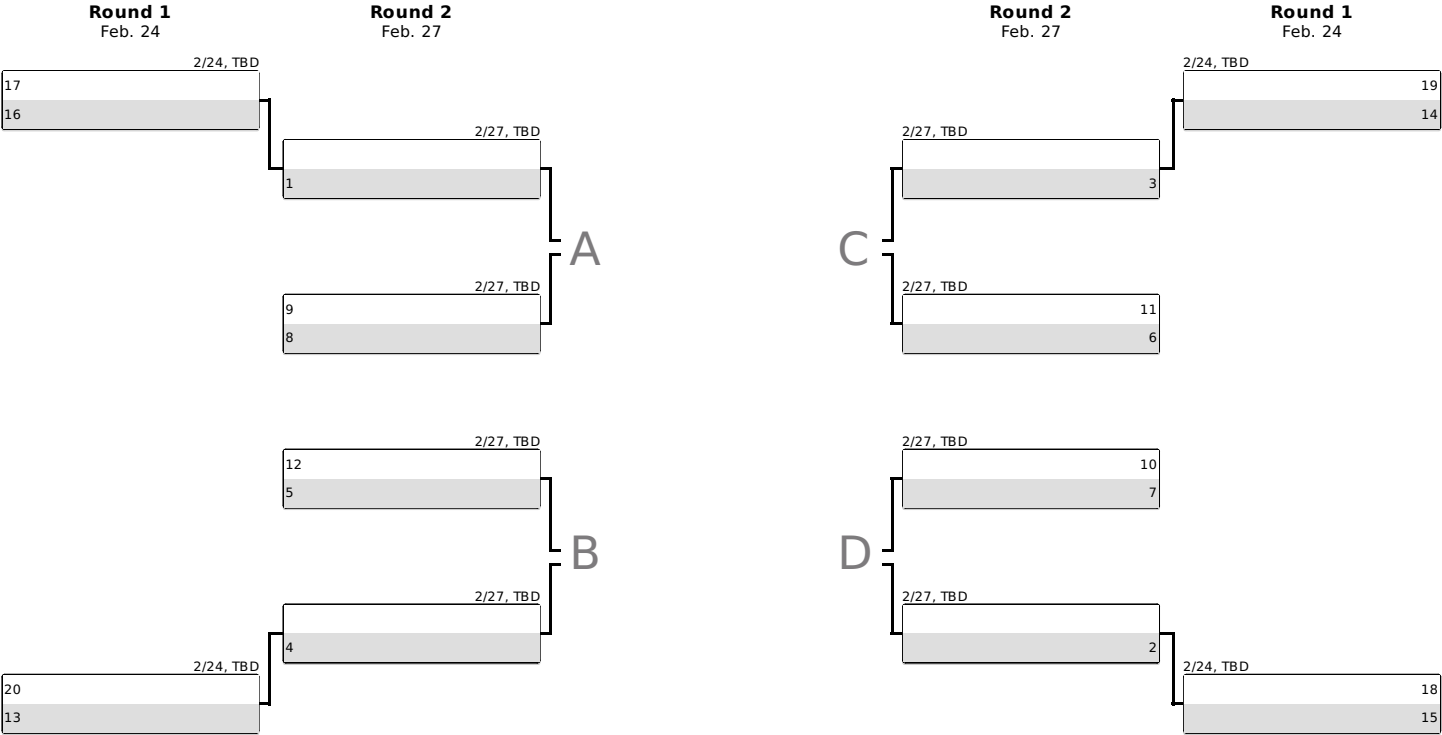 Round 1
Feb. 24
Round 2
Feb. 27
Round 2
Feb. 27
Round 1
Feb. 24
2/24, TBD
17
16
2/27, TBD
1
A
2/27, TBD
9
8
2/27, TBD
12
5
B
2/27, TBD
4
2/24, TBD
20
13
2/24, TBD
19
14
2/27, TBD
3
C
2/27, TBD
11
6
2/27, TBD
10
7
D
2/27, TBD
2
2/24, TBD
18
15